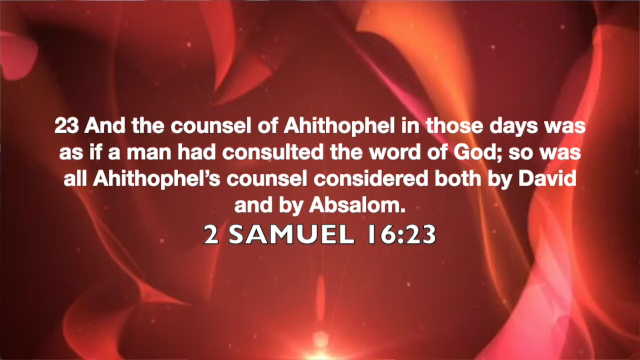 23 And the counsel of Ahithophel in those days was
as if a man had consulted the word of God; so was
all Ahithophel’s counsel considered both by David
and by Absalom.
2 SAMUEL 16:23